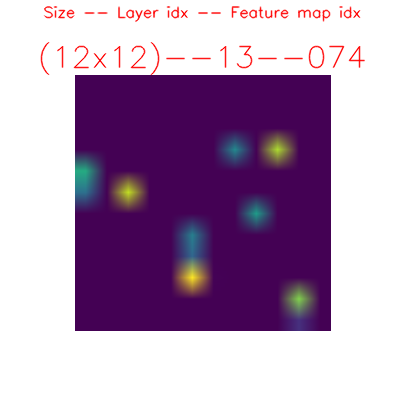 Size -- Layer idx -- Feature map idx
(12x12)--13--074